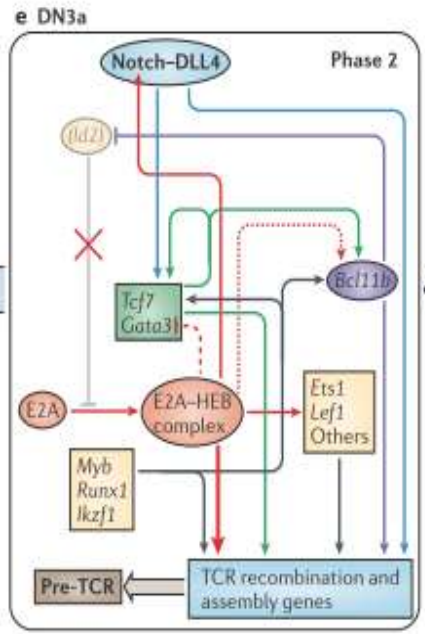 e DN3a
Notch–DLL4
Phase 2
(Id2)
Bcl11b
Tcf7
Gata3
E2A
E2A–HEB
complex
Ets1
Lef1
Others
Myb
Runx1
Ikzf1
Pre-TCR
TCR recombination and
assembly genes